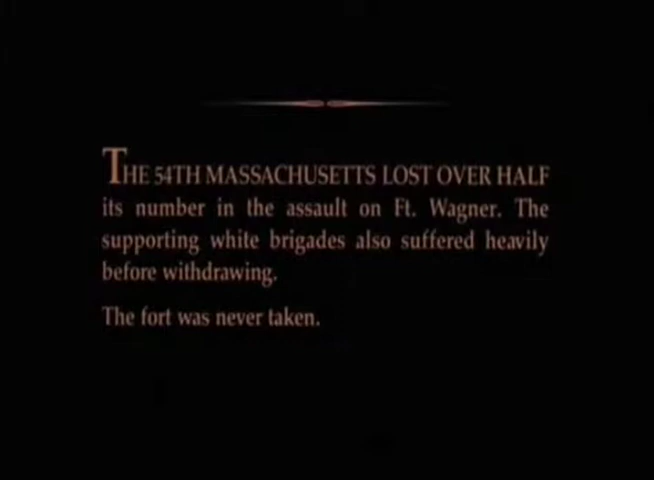 THE 54TH MASSACHUSETTS LOST OVER HALF
its number in the assault on Ft. Wagner. The
supporting white brigades also suffered heavily
before withdrawing.
The fort was never taken.